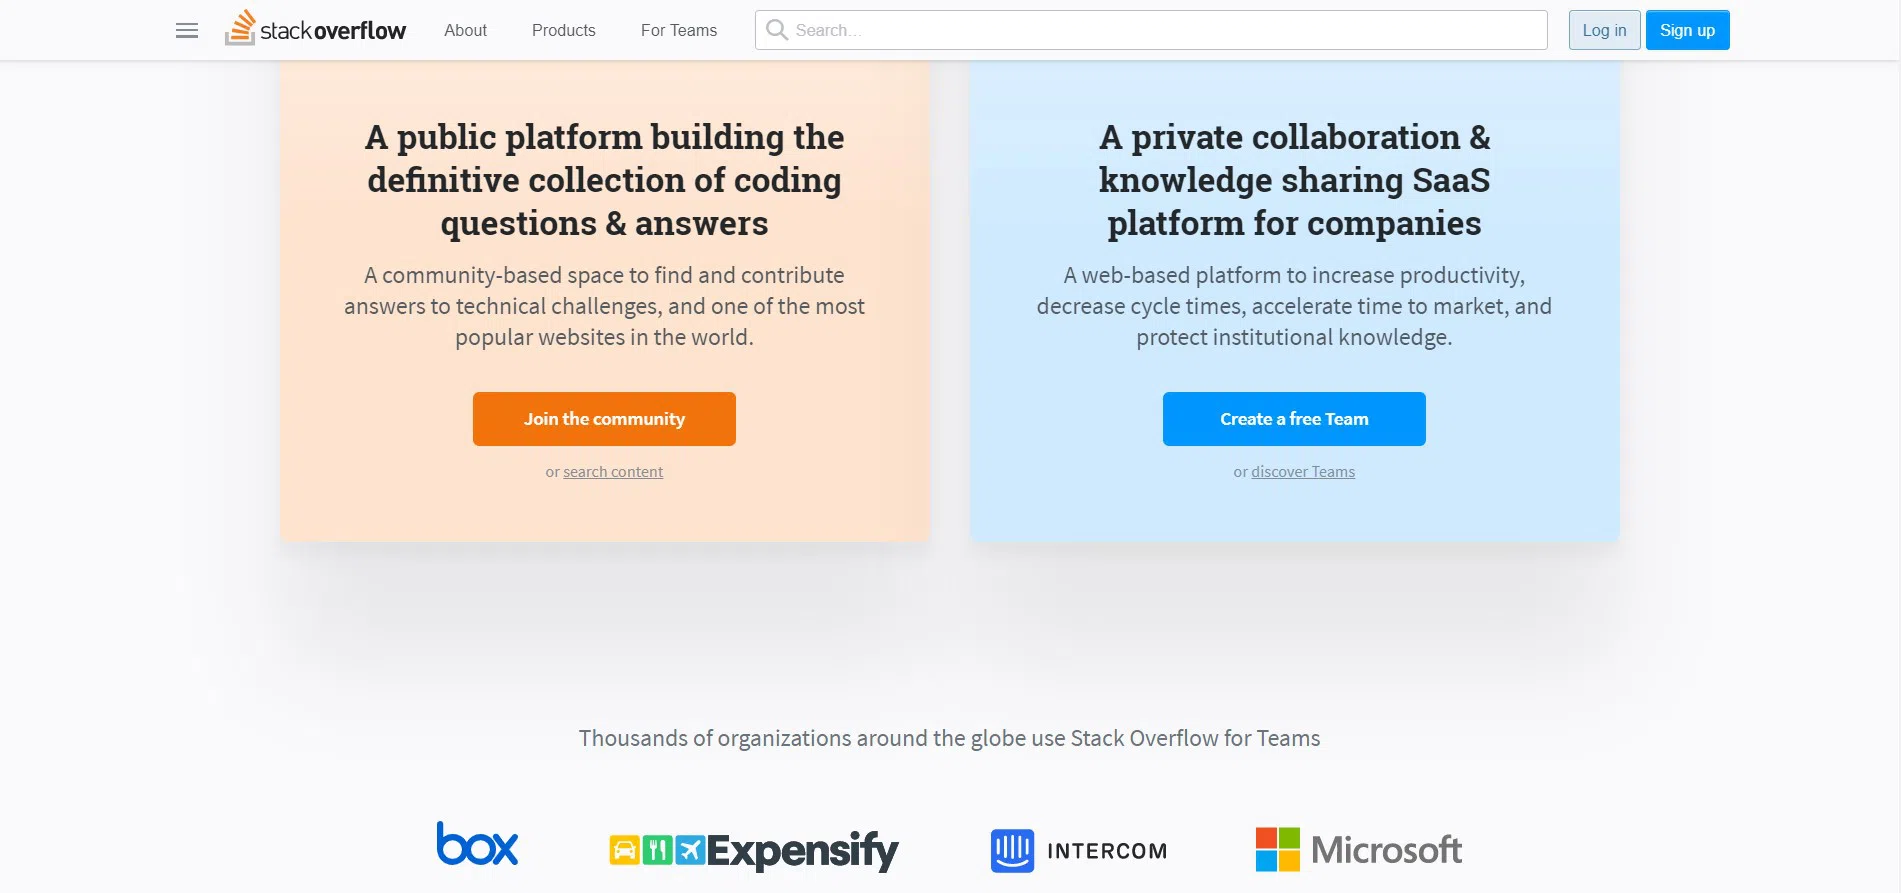 stackoverflow About Products For Teams Search... Log in Sign up
A public platform building the
definitive collection of coding
questions & answers
A community-based space to find and contribute
answers to technical challenges, and one of the most
popular websites in the world.
Join the community
or search content
A private collaboration &
knowledge sharing SaaS
platform for companies
A web-based platform to increase productivity,
decrease cycle times, accelerate time to market, and
protect institutional knowledge.
Create a free Team
or discover Teams
Thousands of organizations around the globe use Stack Overflow for Teams
box Expensify INTERCOM Microsoft